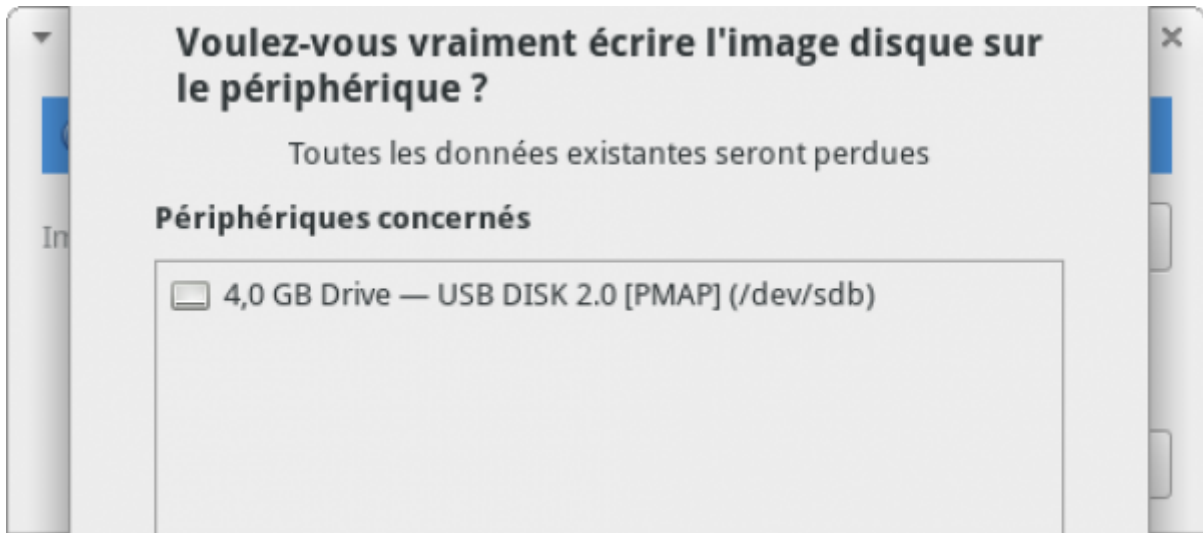 Voulez-vous vraiment écrire l'image disque sur
le périphérique ?
Toutes les données existantes seront perdues
Périphériques concernés
4,0 GB Drive — USB DISK 2.0 [PMAP] (/dev/sdb)